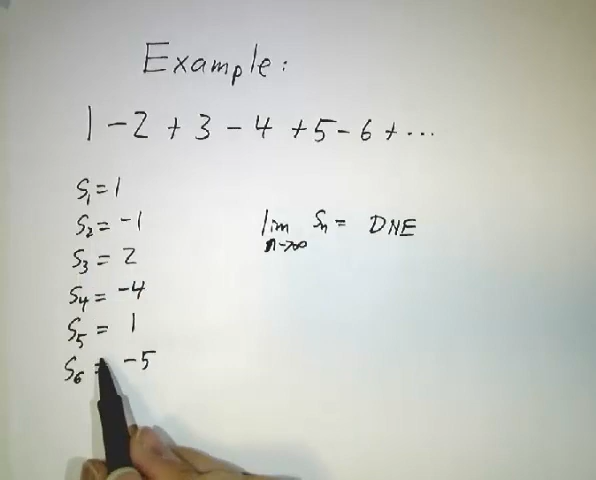 Example:
1 - 2 + 3 - 4 + 5 - 6 + ...
S₁ = 1
S₂ = -1
lim Sₙ = DNE
n→∞
S₃ = 2
S₄ = -4
S₅ = 1
S₆ = -5